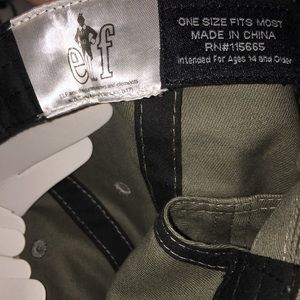 elf
ONE SIZE FITS MOST
MADE IN CHINA
RN#115665
Intended For Ages 14 and Older